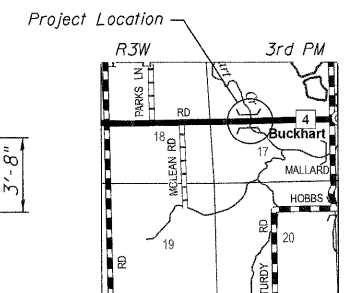 Project Location
R3W
3rd PM
PARKS LN
RD
4
18
Buckhart
17
3'-8"
MCLEAN RD
MALLARD
HOBBS
19
RD
20
RD